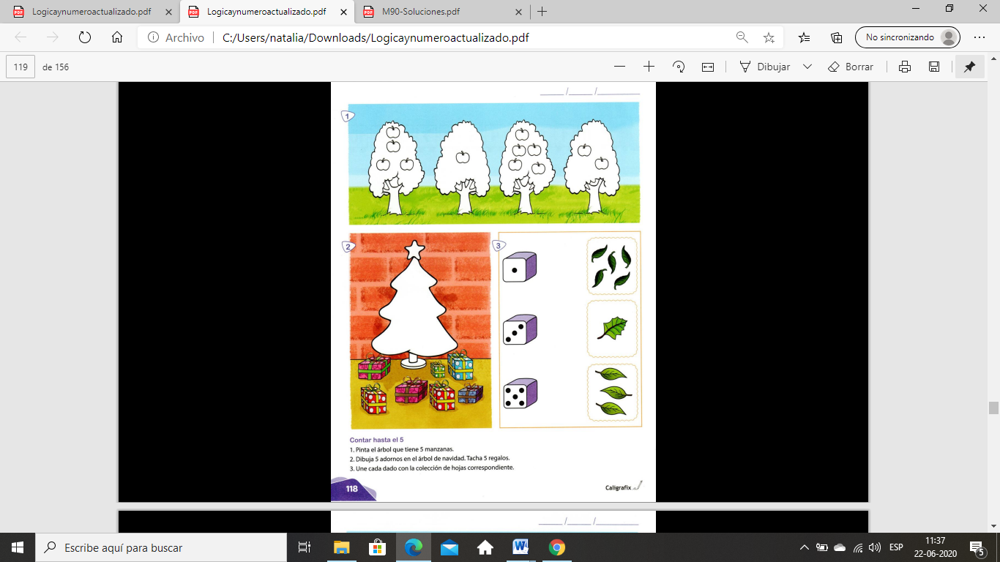 Logicaynumeroactualizado.pdf
Logicaynumeroactualizado.pdf
M90-Soluciones.pdf
Archivo
C:/Users/natalia/Downloads/Logicaynumeroactualizado.pdf
No sincronizando
119 de 156
Dibujar
Borrar
____/____/____
1
2
3
Contar hasta el 5
1. Pinta el árbol que tiene 5 manzanas.
2. Dibuja 5 adornos en el árbol de navidad. Tacha 5 regalos.
3. Une cada dado con la colección de hojas correspondiente.
118
Caligrafix
____/____/____
Escribe aquí para buscar
ESP
11:37
22-06-2020
5